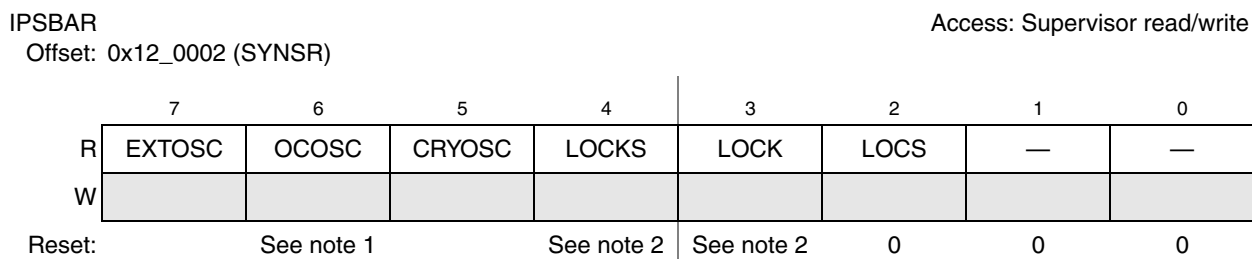 IPSBAR Access: Supervisor read/write
Offset: 0x12_0002 (SYNSR)
7 6 5 4 3 2 1 0
R EXTOSC OCOSC CRYOSC LOCKS LOCK LOCS — —
W
Reset: See note 1 See note 2 See note 2 0 0 0